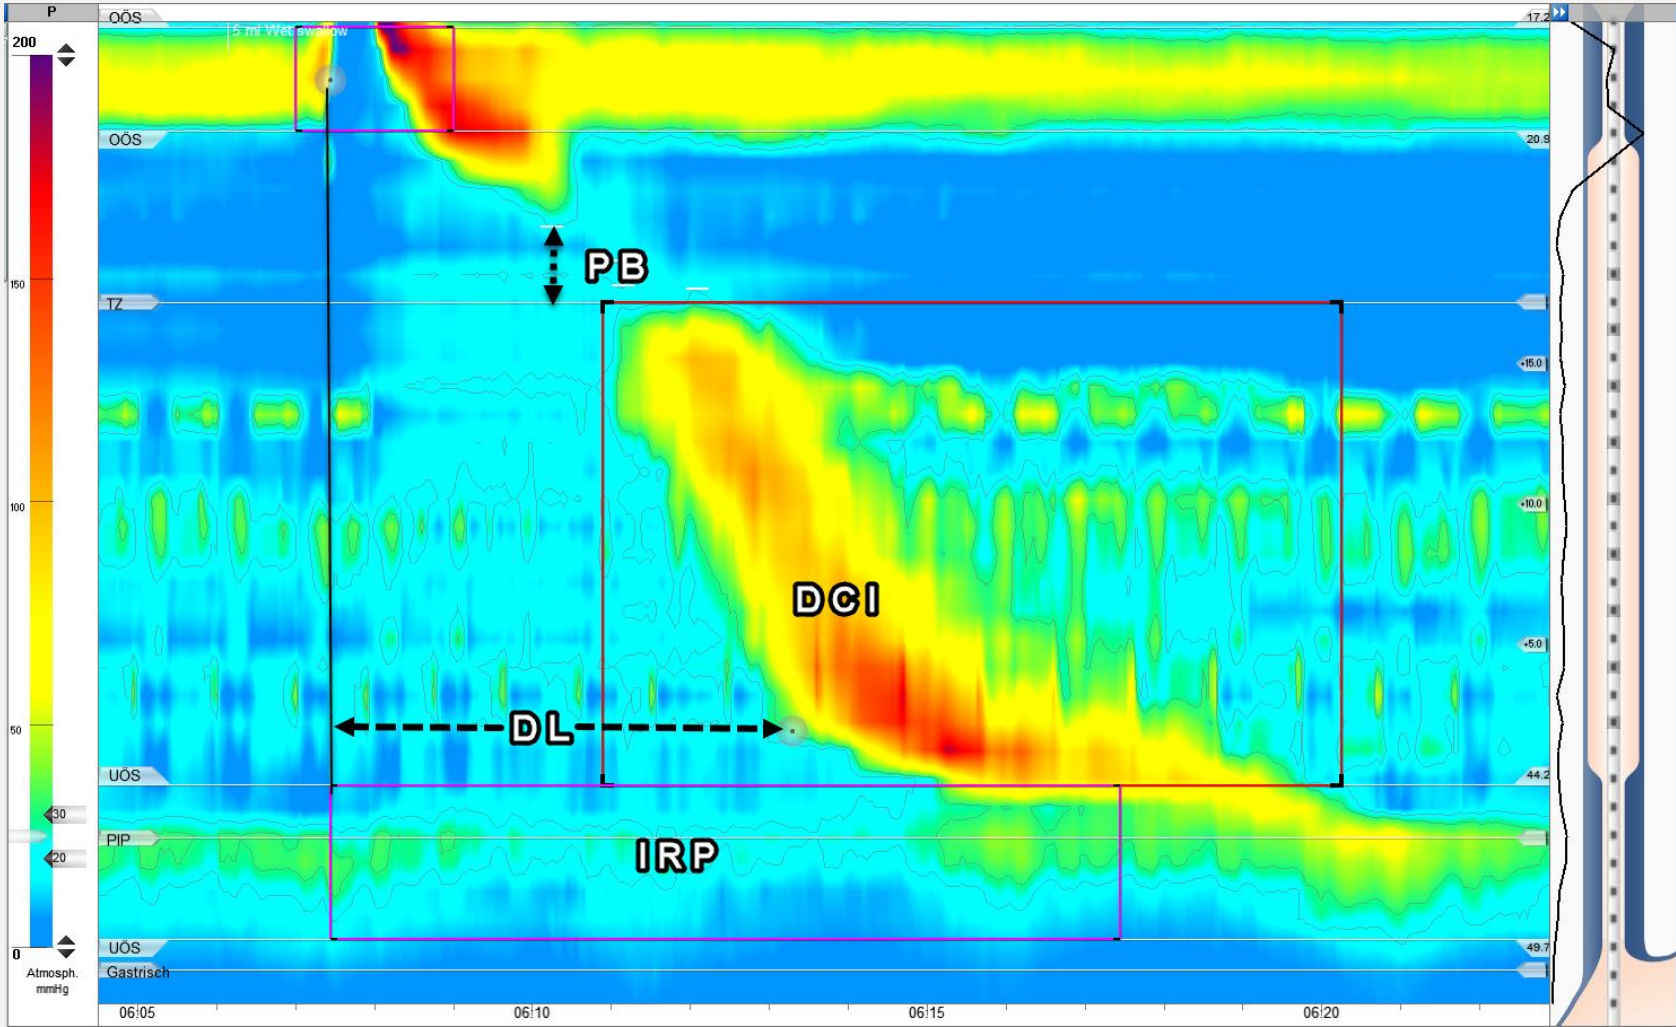 P
200
150
100
50
30
20
0
Atmosph.
mmHg
OÖS
5 ml Wet swallow
17.2
OÖS
20.8
PB
TZ
+15.0
+10.0
DCI
+5.0
DL
UÖS
44.2
PIP
IRP
UÖS
49.7
Gastrisch
06:05
06:10
06:15
06:20